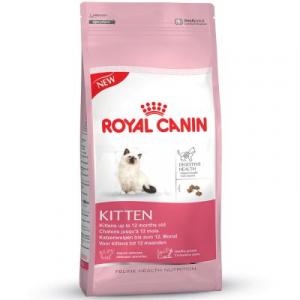 NEW
ROYAL CANIN
DIGESTIVE
HEALTH
KITTEN
Kittens up to 12 months old
Chatons jusqu'à 12 mois
Katzenwelpen bis zum 12. Monat
Voor kittens tot 12 maanden
FELINE HEALTH NUTRITION